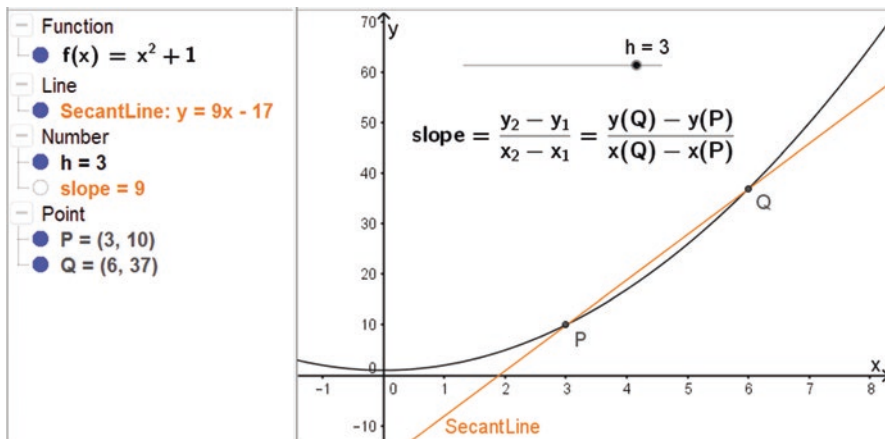 Function
f(x) = x² + 1
Line
SecantLine: y = 9x - 17
Number
h = 3
slope = 9
Point
P = (3, 10)
Q = (6, 37)
70
y
60
50
40
30
20
10
0
-10
h = 3
slope = (y₂ − y₁)/(x₂ − x₁) = (y(Q) − y(P))/(x(Q) − x(P))
Q
P
x
-1 0 1 2 3 4 5 6 7 8
SecantLine